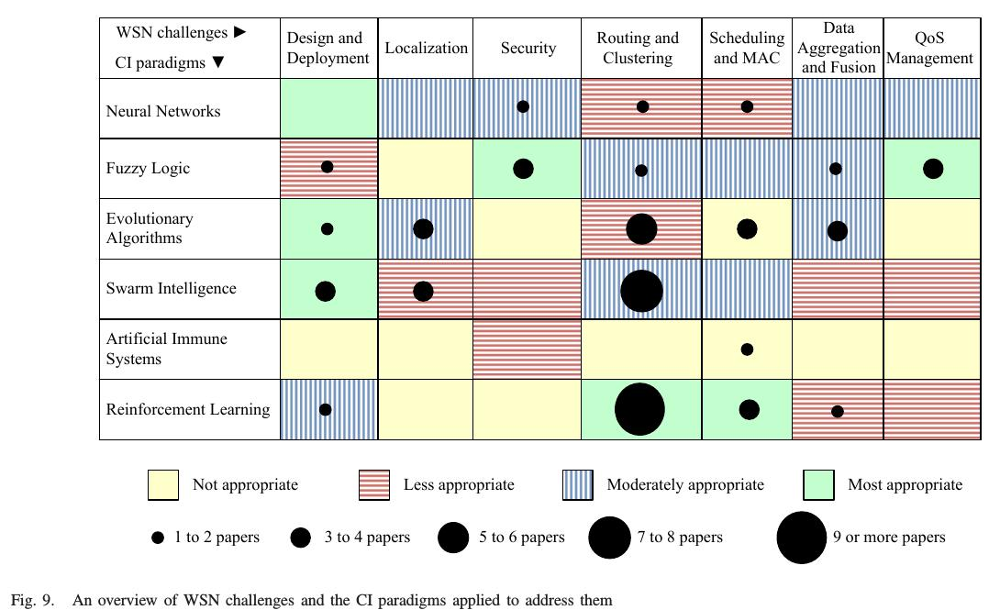 WSN challenges ►
CI paradigms ▼
Design and
Deployment
Localization
Security
Routing and
Clustering
Scheduling
and MAC
Data
Aggregation
and Fusion
QoS
Management
Neural Networks
Fuzzy Logic
Evolutionary
Algorithms
Swarm Intelligence
Artificial Immune
Systems
Reinforcement Learning
Not appropriate
Less appropriate
Moderately appropriate
Most appropriate
1 to 2 papers
3 to 4 papers
5 to 6 papers
7 to 8 papers
9 or more papers
Fig. 9. An overview of WSN challenges and the CI paradigms applied to address them